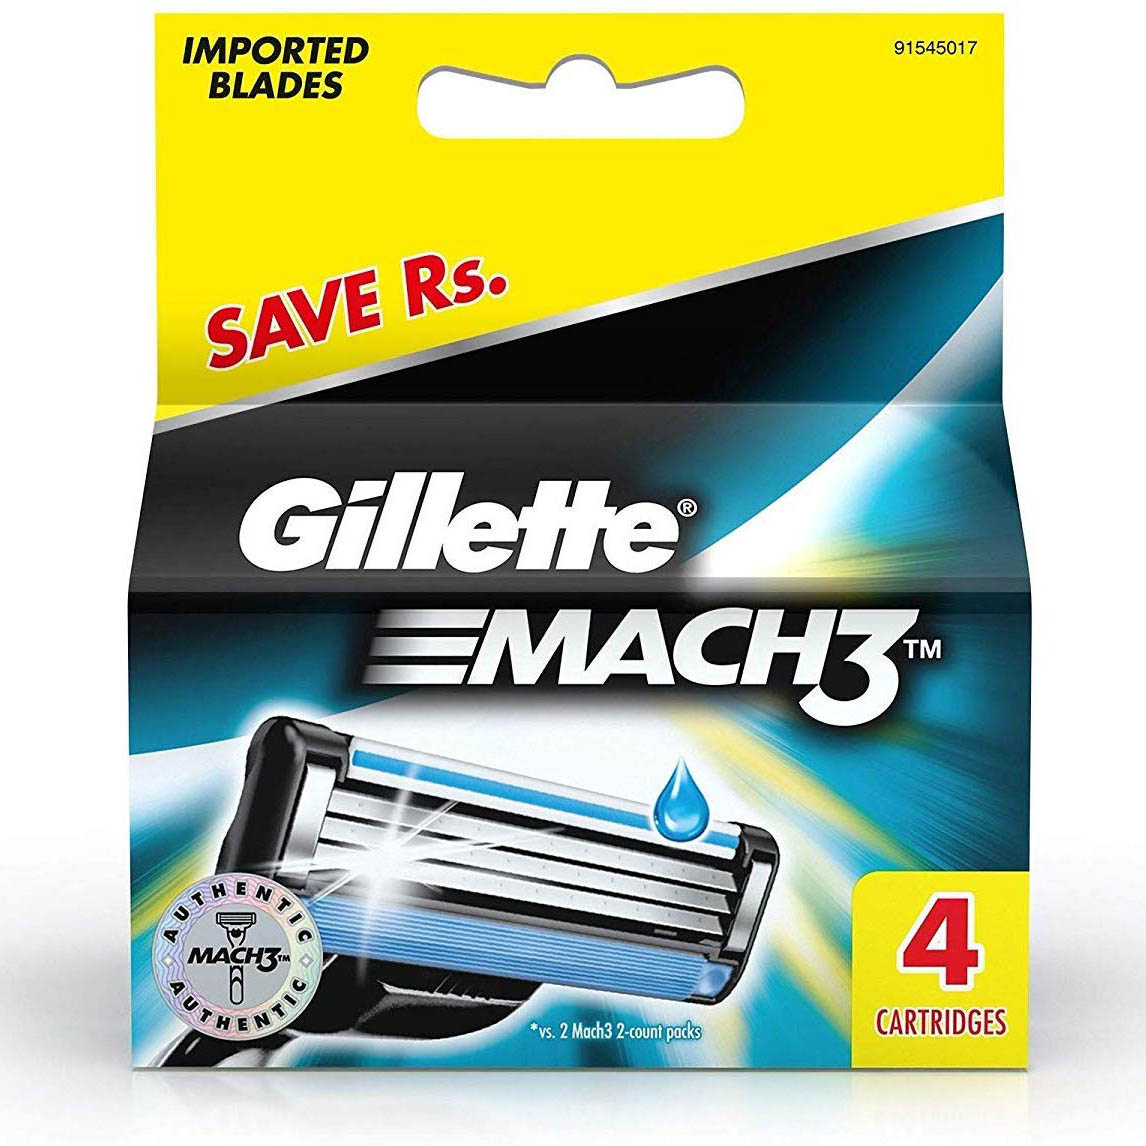 IMPORTED
BLADES
91545017
SAVE Rs.
Gillette®
MACH3™
AUTHENTIC
MACH3™
AUTHENTIC
*vs. 2 Mach3 2-count packs
4
CARTRIDGES